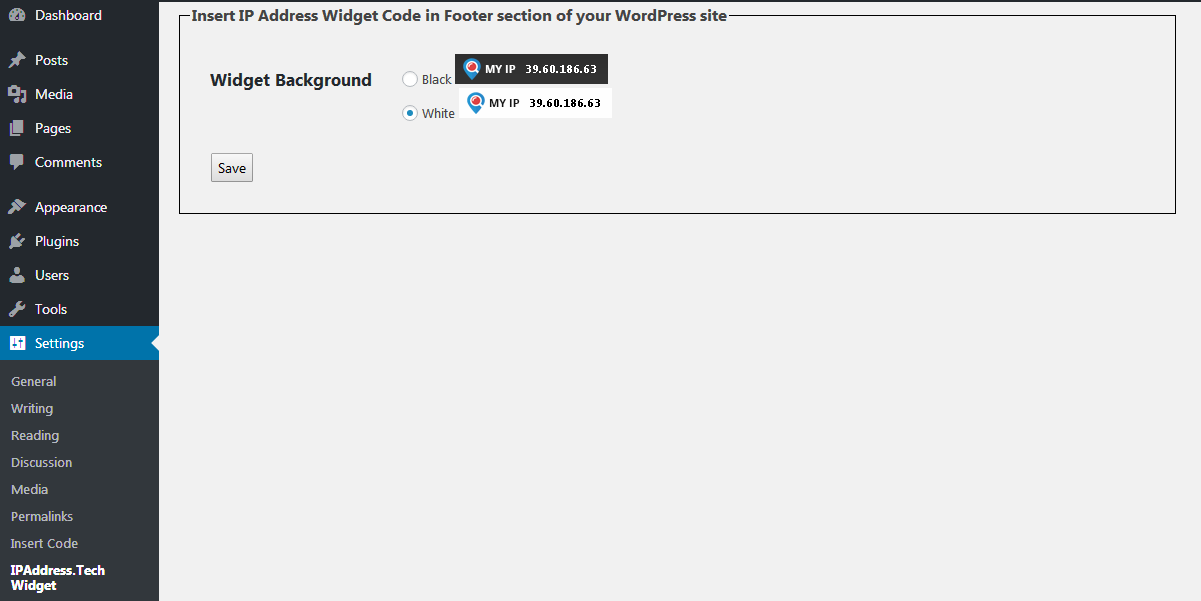 Dashboard
Posts
Media
Pages
Comments
Appearance
Plugins
Users
Tools
Settings
General
Writing
Reading
Discussion
Media
Permalinks
Insert Code
IPAddress.Tech
Widget
Insert IP Address Widget Code in Footer section of your WordPress site
Widget Background
Black MY IP 39.60.186.63
White MY IP 39.60.186.63
Save